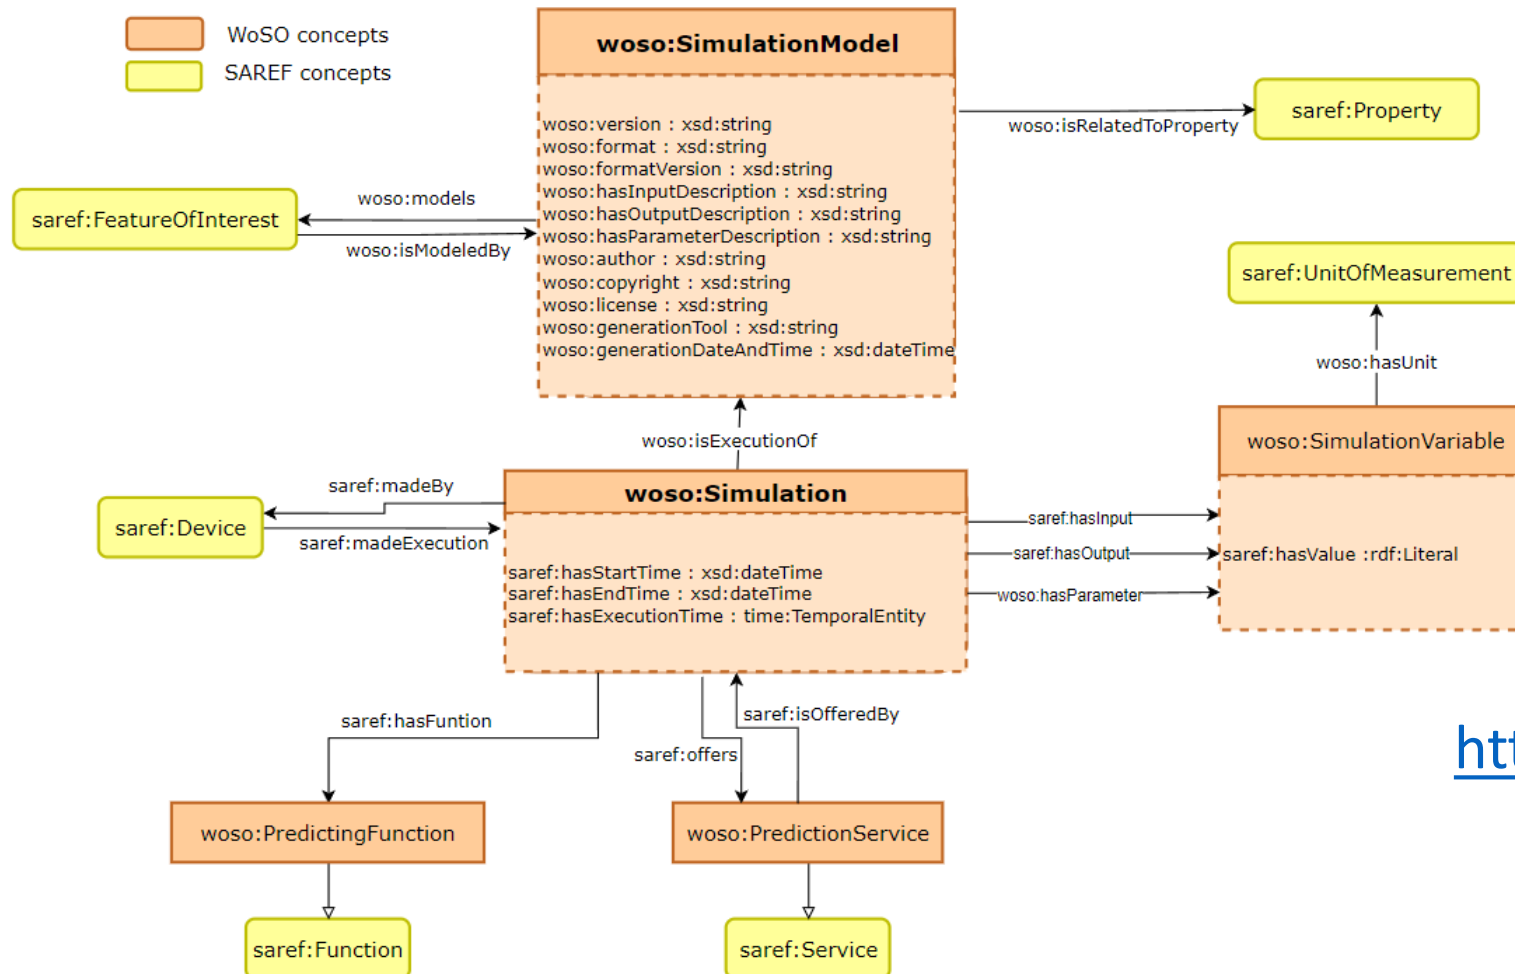 WoSO concepts
SAREF concepts
woso:SimulationModel
woso:version : xsd:string
woso:format : xsd:string
woso:formatVersion : xsd:string
woso:hasInputDescription : xsd:string
woso:hasOutputDescription : xsd:string
woso:hasParameterDescription : xsd:string
woso:author : xsd:string
woso:copyright : xsd:string
woso:license : xsd:string
woso:generationTool : xsd:string
woso:generationDateAndTime : xsd:dateTime
woso:isRelatedToProperty
saref:Property
saref:FeatureOfInterest
woso:models
woso:isModeledBy
saref:UnitOfMeasurement
woso:hasUnit
woso:SimulationVariable
saref:hasValue :rdf:Literal
woso:isExecutionOf
saref:madeBy
saref:Device
saref:madeExecution
woso:Simulation
saref:hasStartTime : xsd:dateTime
saref:hasEndTime : xsd:dateTime
saref:hasExecutionTime : time:TemporalEntity
saref:hasInput
saref:hasOutput
woso:hasParameter
saref:hasFuntion
saref:offers
saref:isOfferedBy
htt
woso:PredictingFunction
woso:PredictionService
saref:Function
saref:Service